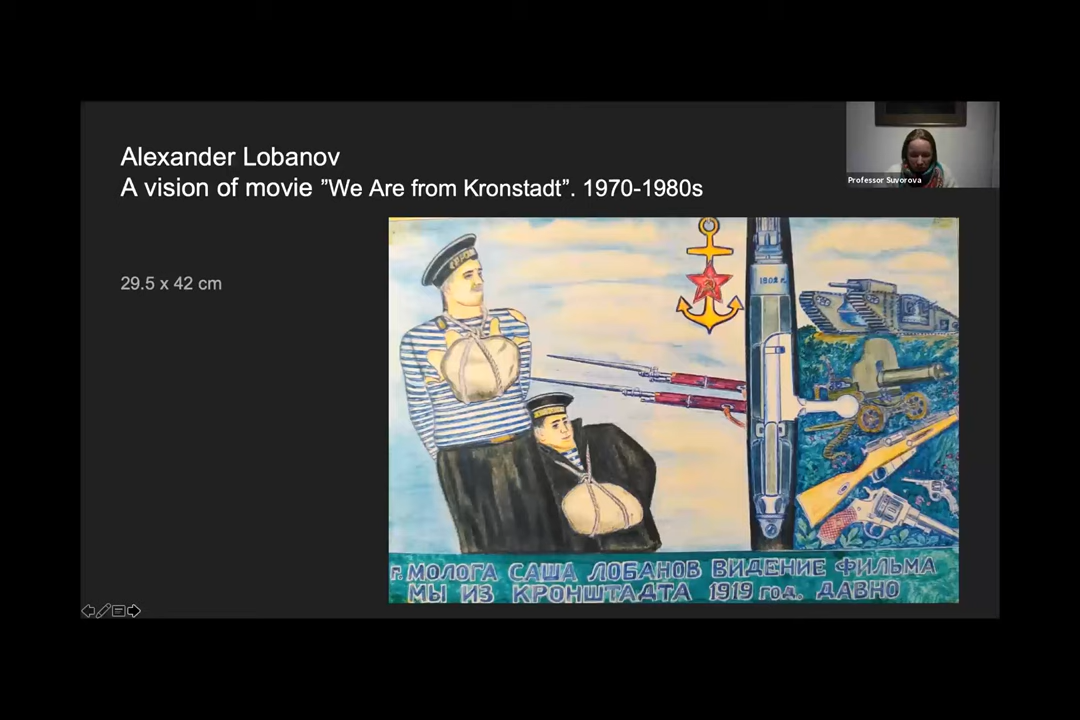 Alexander Lobanov
A vision of movie ”We Are from Kronstadt”. 1970-1980s
Professor Suvorova
29.5 x 42 cm
1902 г.
г. МОЛОГА САША ЛОБАНОВ ВИДЕНИЕ ФИЛЬМА
МЫ ИЗ КРОНШТАДТА 1919 год. ДАВНО